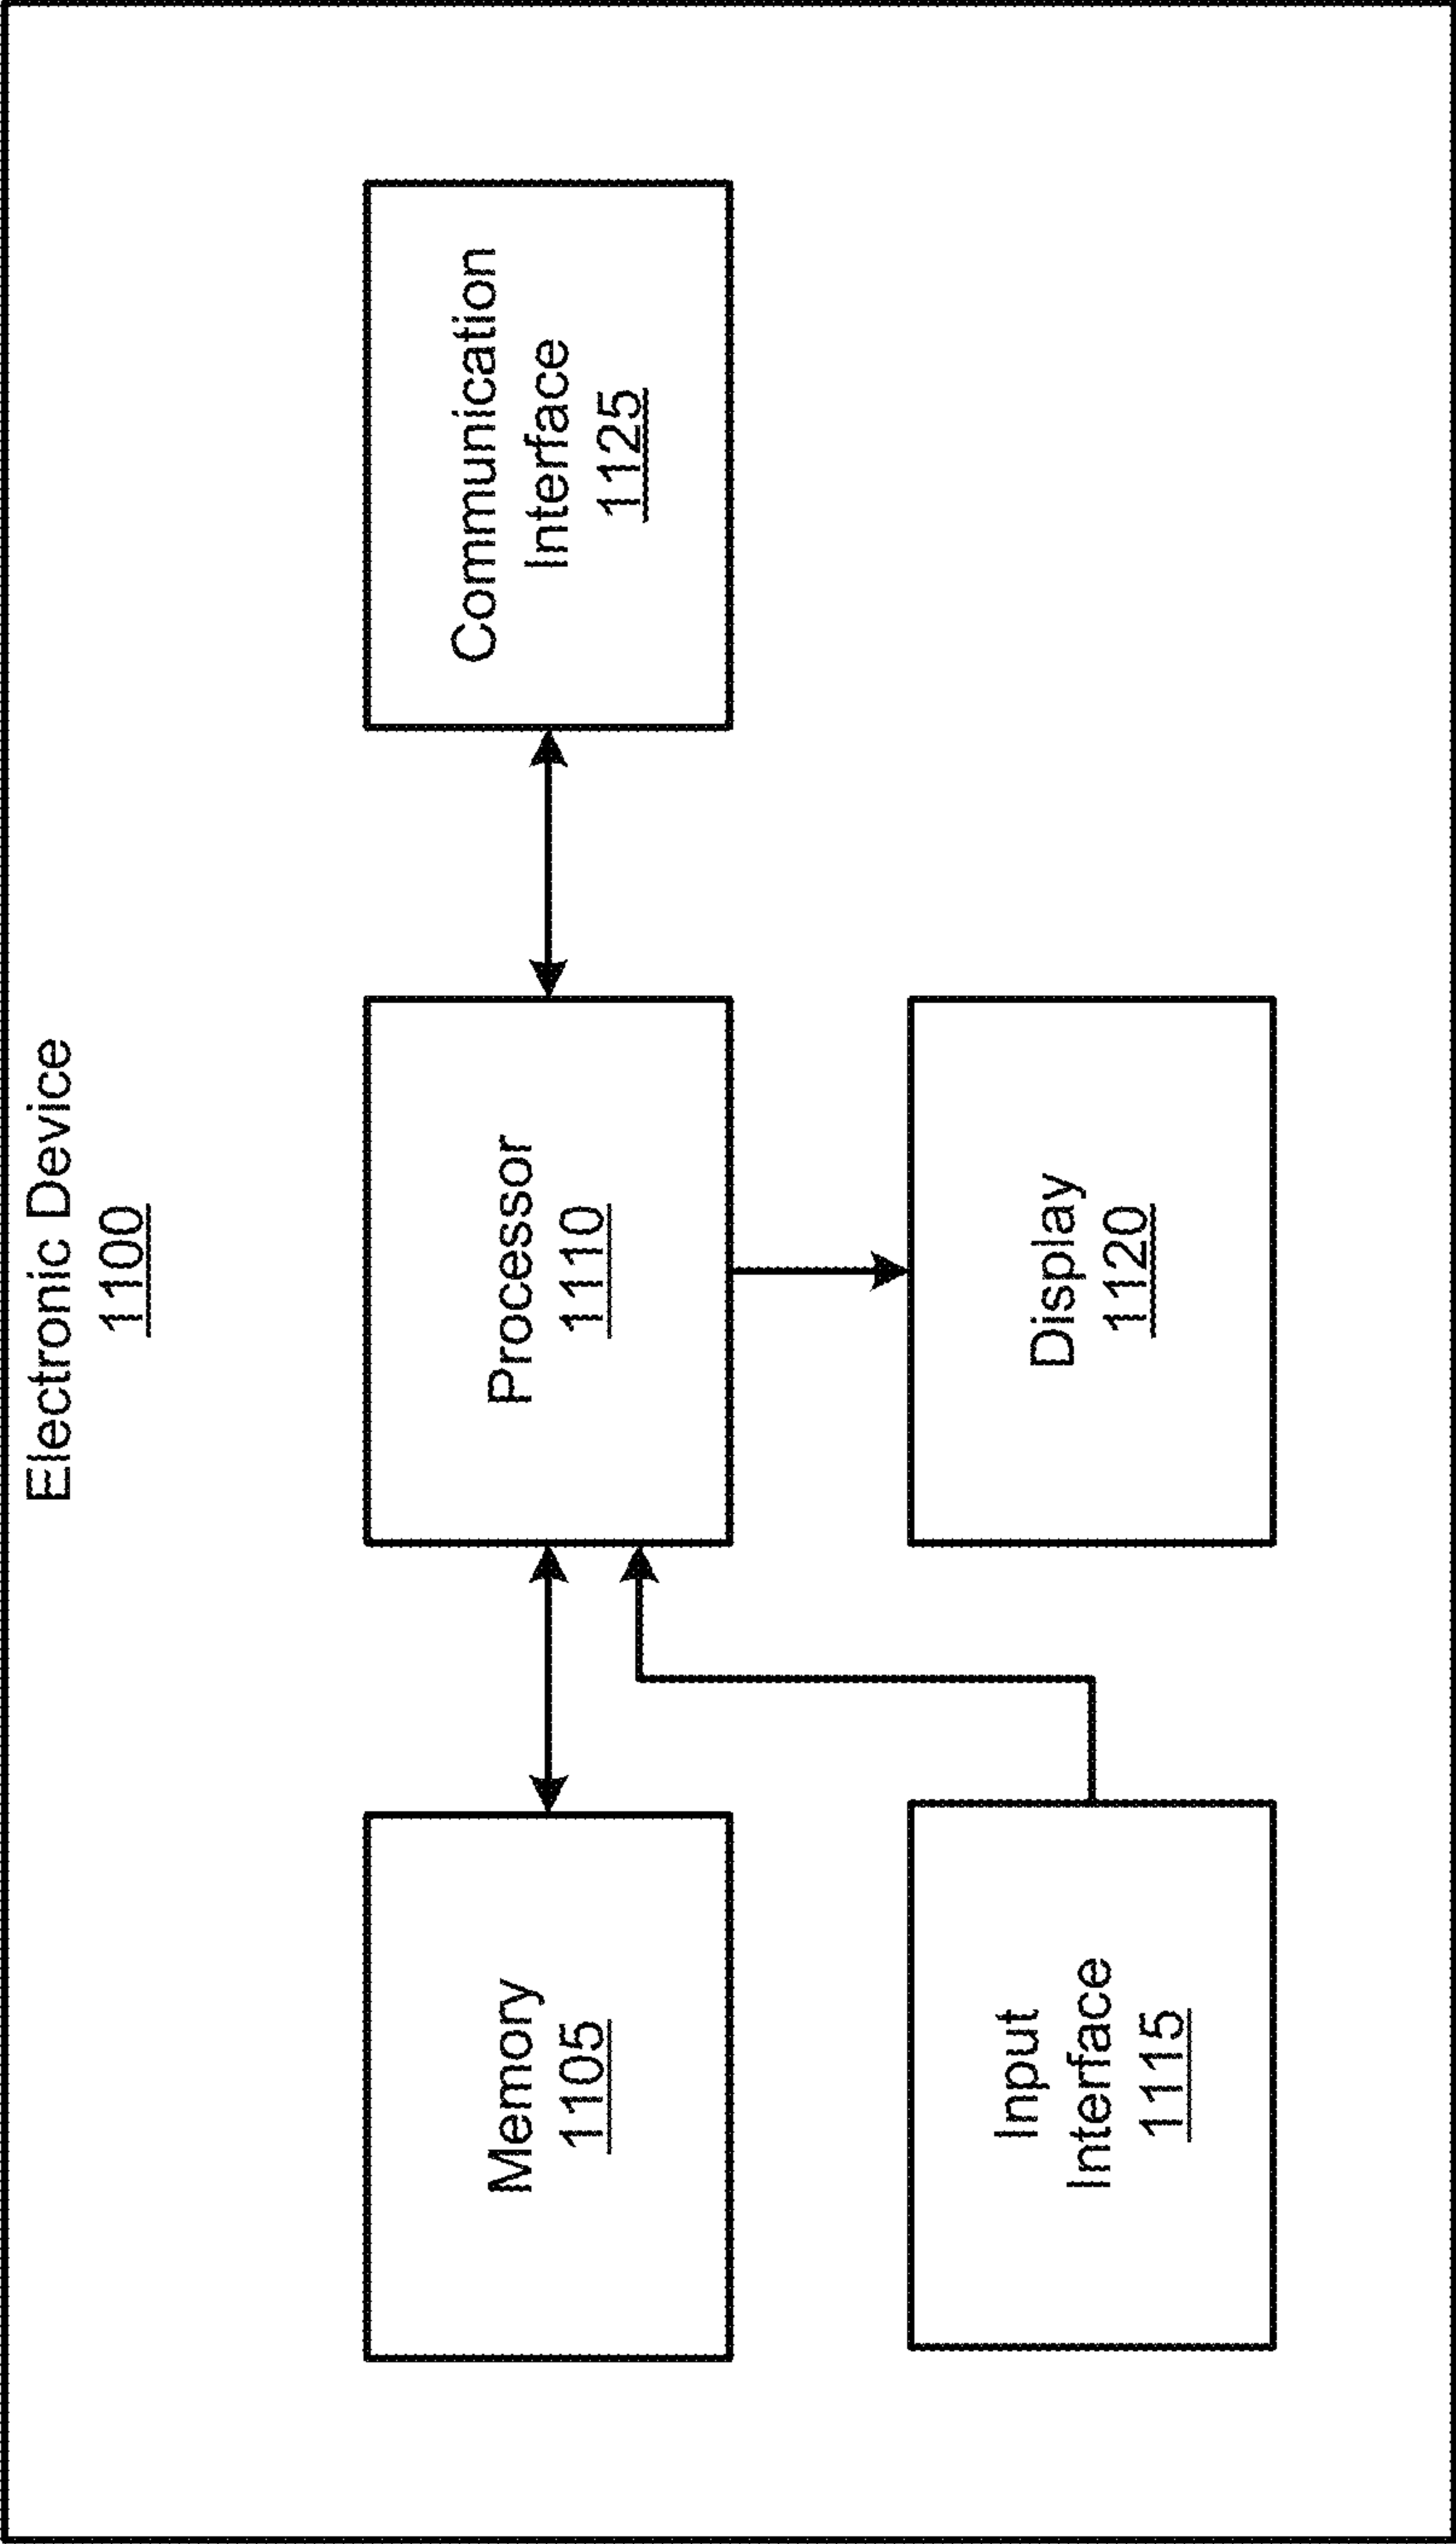 Electronic Device
1100
Memory
1105
Processor
1110
Communication
Interface
1125
Input
Interface
1115
Display
1120